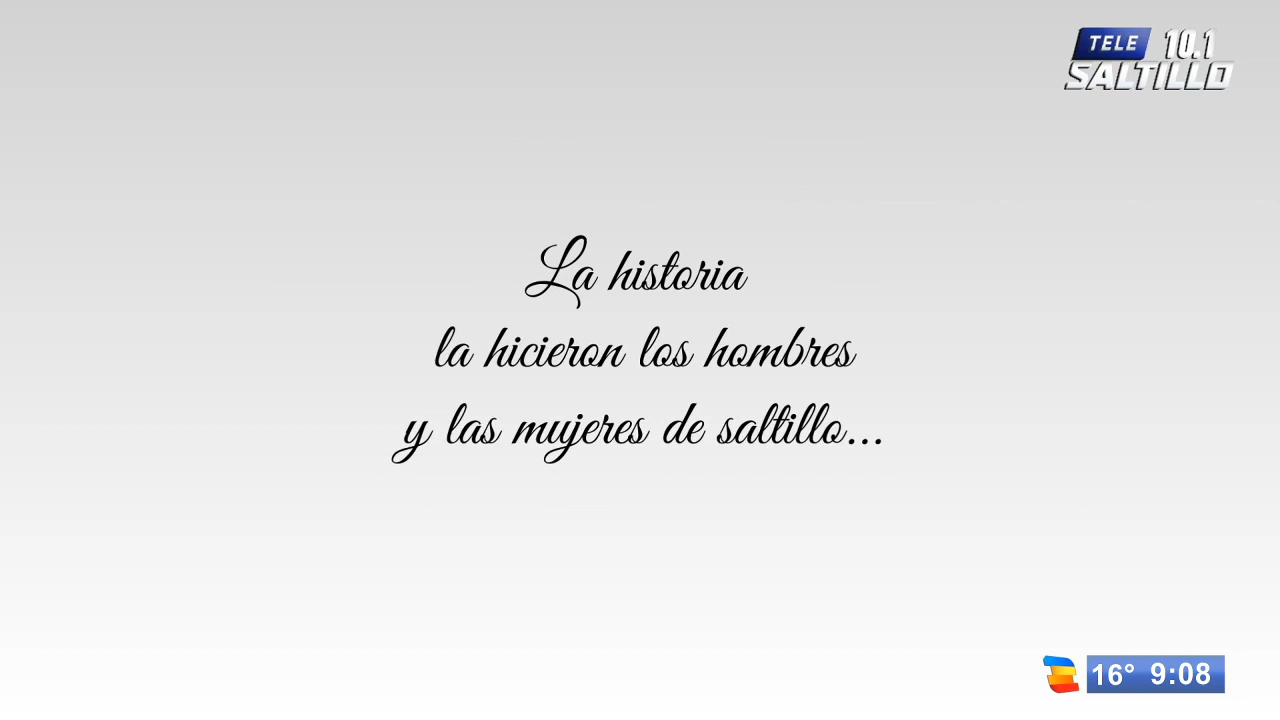 TELE 10.1
SALTILLO
La historia
la hicieron los hombres
y las mujeres de saltillo...
16° 9:08